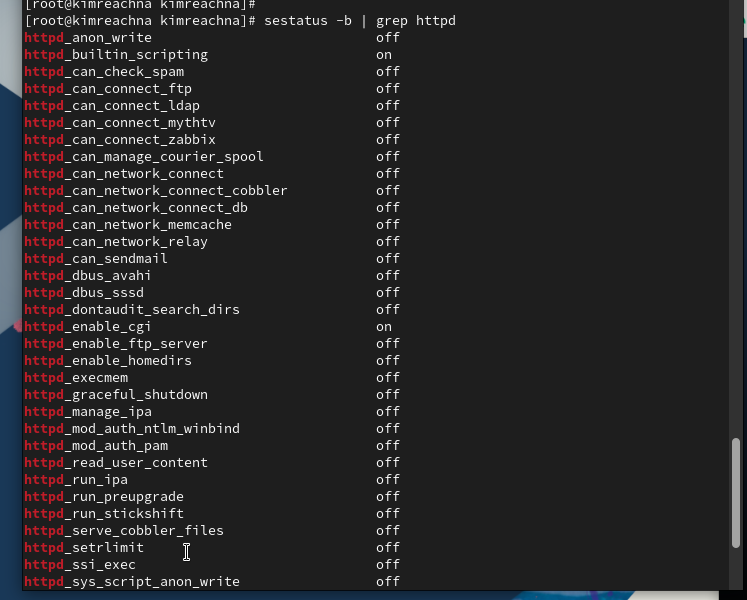 [root@kimreachna kimreachna]#
[root@kimreachna kimreachna]# sestatus -b | grep httpd
httpd_anon_write off
httpd_builtin_scripting on
httpd_can_check_spam off
httpd_can_connect_ftp off
httpd_can_connect_ldap off
httpd_can_connect_mythtv off
httpd_can_connect_zabbix off
httpd_can_manage_courier_spool off
httpd_can_network_connect off
httpd_can_network_connect_cobbler off
httpd_can_network_connect_db off
httpd_can_network_memcache off
httpd_can_network_relay off
httpd_can_sendmail off
httpd_dbus_avahi off
httpd_dbus_sssd off
httpd_dontaudit_search_dirs off
httpd_enable_cgi on
httpd_enable_ftp_server off
httpd_enable_homedirs off
httpd_execmem off
httpd_graceful_shutdown off
httpd_manage_ipa off
httpd_mod_auth_ntlm_winbind off
httpd_mod_auth_pam off
httpd_read_user_content off
httpd_run_ipa off
httpd_run_preupgrade off
httpd_run_stickshift off
httpd_serve_cobbler_files off
httpd_setrlimit off
httpd_ssi_exec off
httpd_sys_script_anon_write off